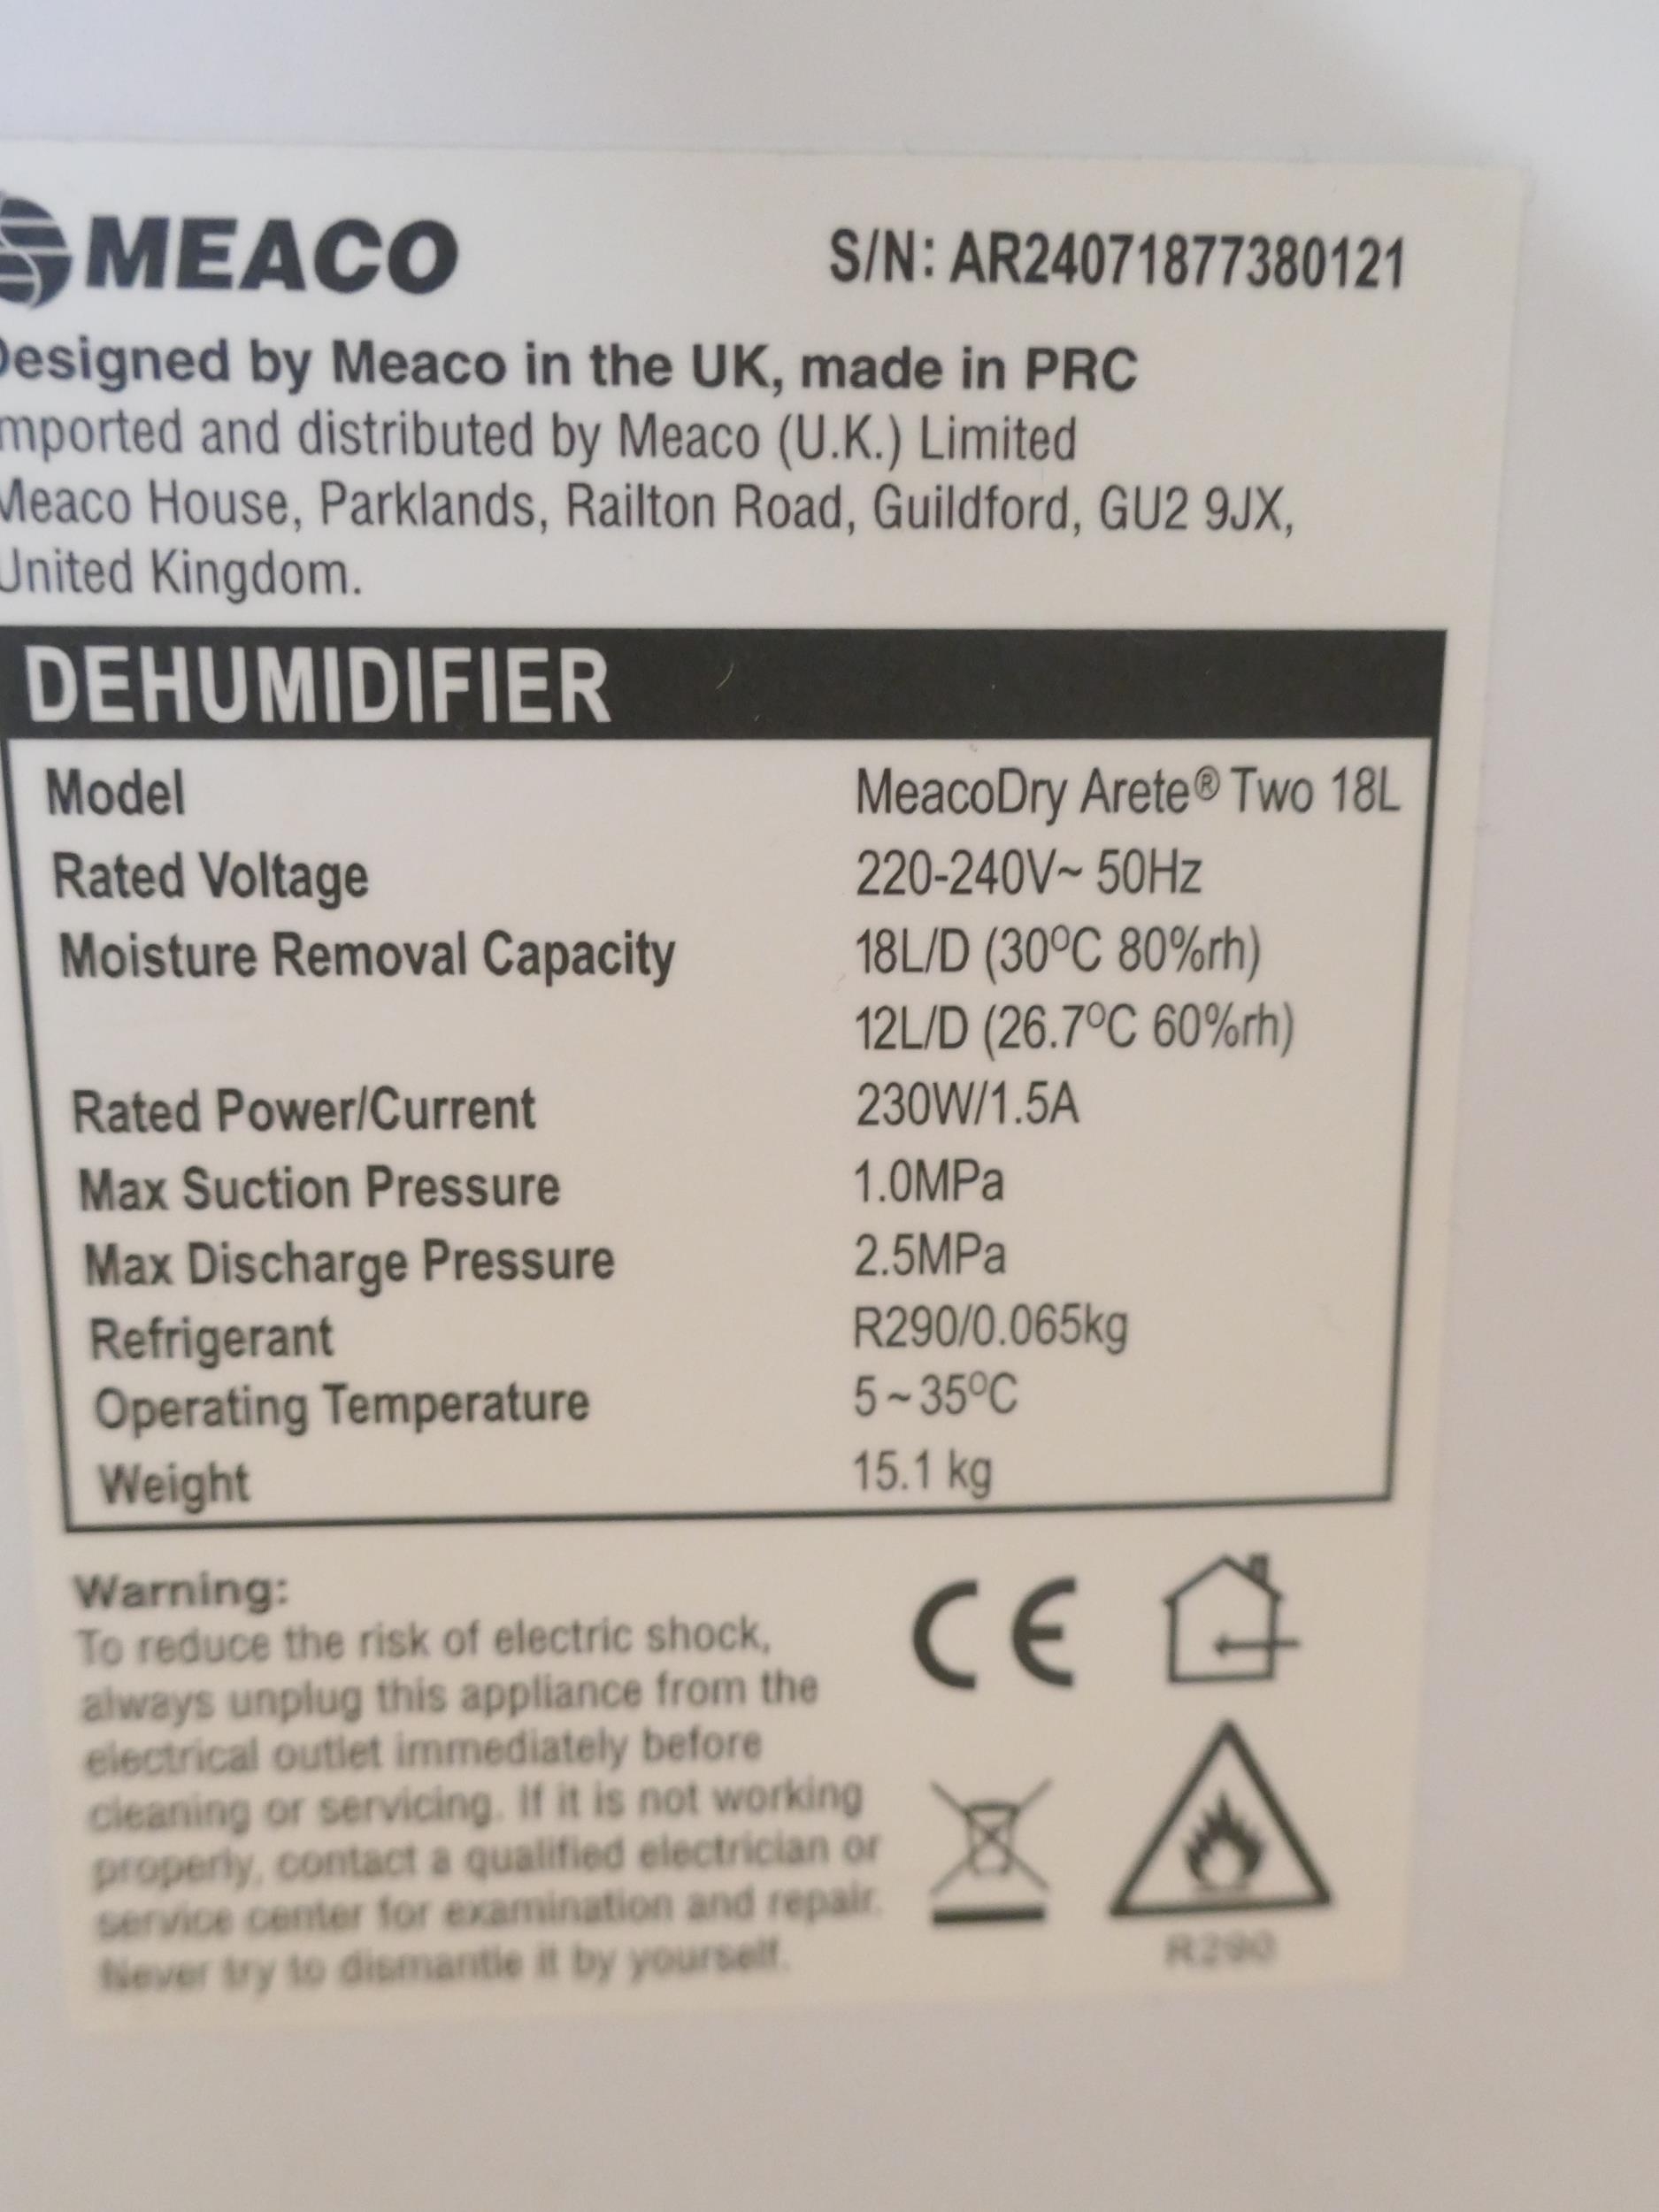 MEACO
S/N: AR24071877380121
Designed by Meaco in the UK, made in PRC
Imported and distributed by Meaco (U.K.) Limited
Meaco House, Parklands, Railton Road, Guildford, GU2 9JX,
United Kingdom.
DEHUMIDIFIER
Model MeacoDry Arete® Two 18L
Rated Voltage 220-240V~ 50Hz
Moisture Removal Capacity 18L/D (30ºC 80%rh)
12L/D (26.7ºC 60%rh)
Rated Power/Current 230W/1.5A
Max Suction Pressure 1.0MPa
Max Discharge Pressure 2.5MPa
Refrigerant R290/0.065kg
Operating Temperature 5~35ºC
Weight 15.1 kg
Warning:
To reduce the risk of electric shock,
always unplug this appliance from the
electrical outlet immediately before
cleaning or servicing. If it is not working
properly, contact a qualified electrician or
service center for examination and repair.
Never try to dismantle it by yourself.
CE
R290